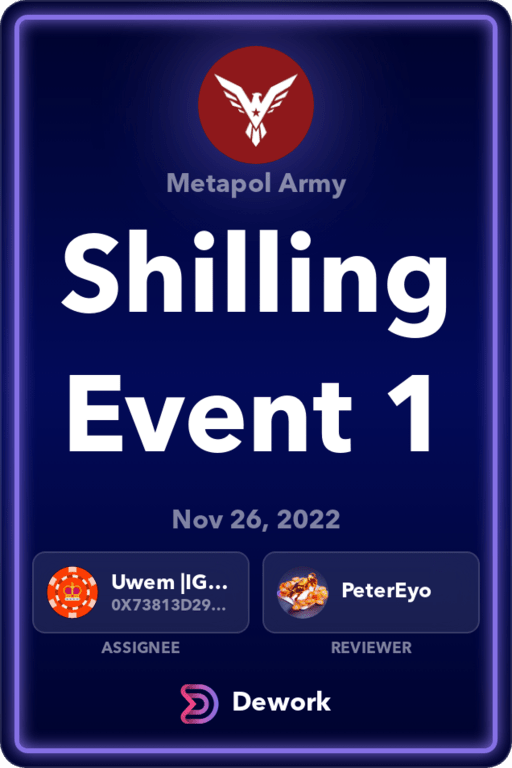 Metapol Army
Shilling
Event 1
Nov 26, 2022
Uwem |IG...
0X73813D29...
ASSIGNEE
PeterEyo
REVIEWER
Dework